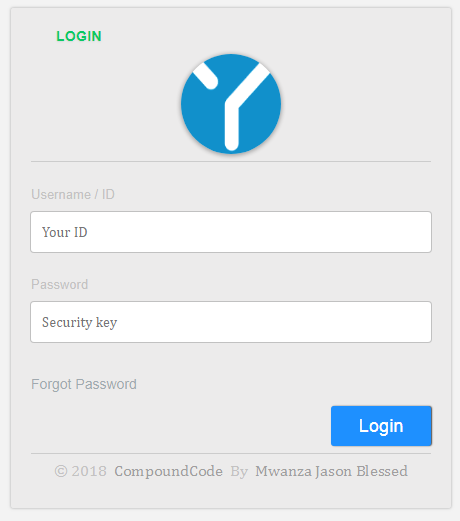 LOGIN
Username / ID
Your ID
Password
Security key
Forgot Password
Login
© 2018 CompoundCode By Mwanza Jason Blessed